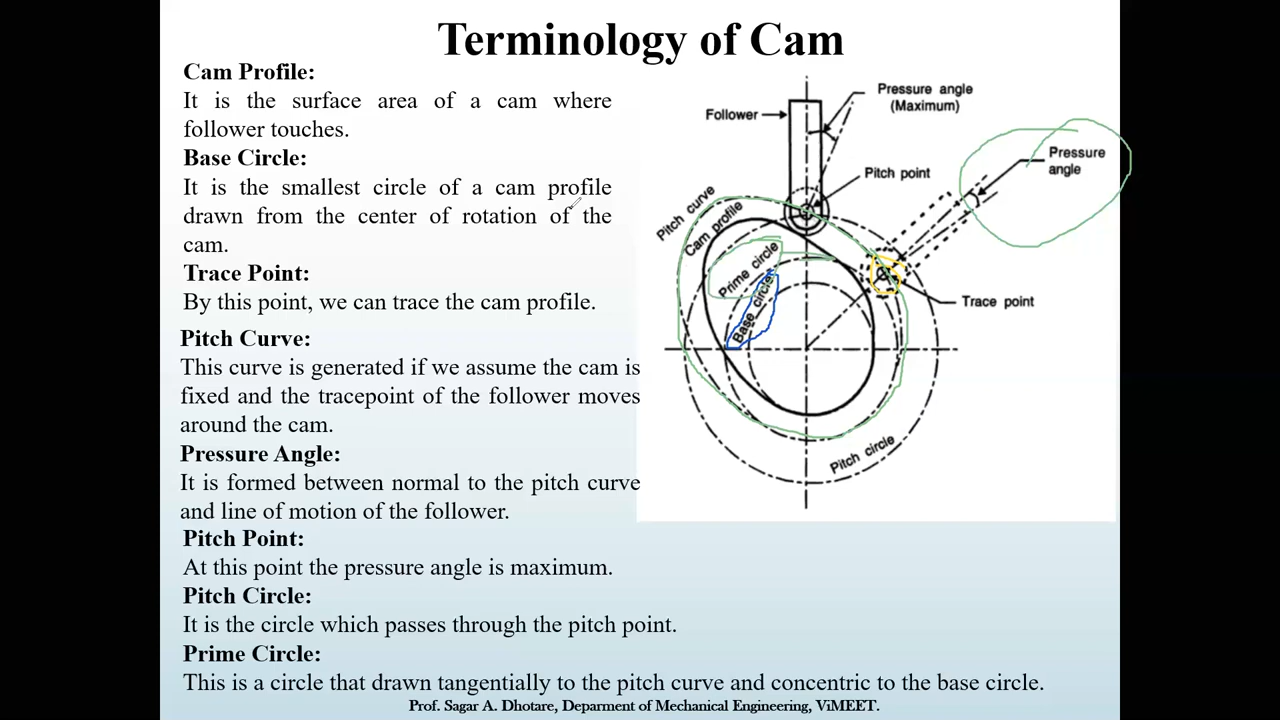 Terminology of Cam
Cam Profile:
It is the surface area of a cam where
follower touches.
Base Circle:
It is the smallest circle of a cam profile
drawn from the center of rotation of the
cam.
Trace Point:
By this point, we can trace the cam profile.
Pitch Curve:
This curve is generated if we assume the cam is
fixed and the tracepoint of the follower moves
around the cam.
Pressure Angle:
It is formed between normal to the pitch curve
and line of motion of the follower.
Pitch Point:
At this point the pressure angle is maximum.
Pitch Circle:
It is the circle which passes through the pitch point.
Prime Circle:
This is a circle that drawn tangentially to the pitch curve and concentric to the base circle.
Pressure angle
(Maximum)
Follower
Pressure
angle
Pitch point
Pitch curve
Cam profile
Prime circle
Base circle
Trace point
Pitch circle
Prof. Sagar A. Dhotare, Deparment of Mechanical Engineering, ViMEET.